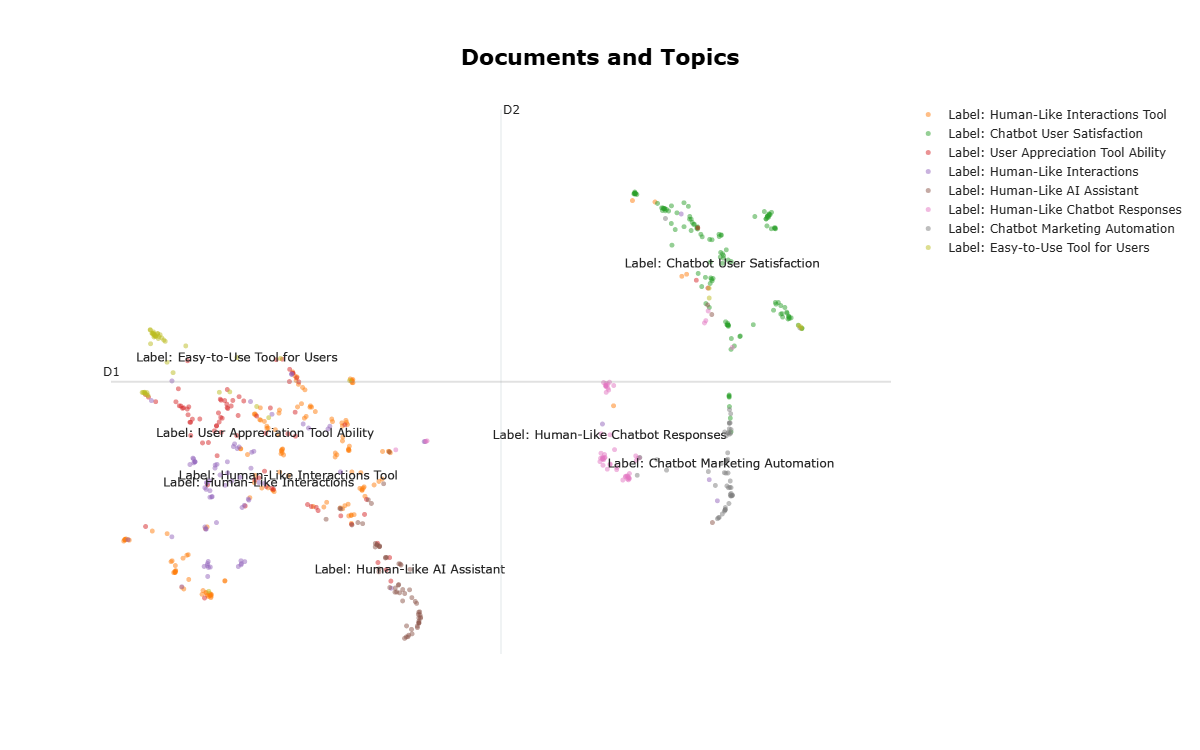 Documents and Topics
D2
Label: Human-Like Interactions Tool
Label: Chatbot User Satisfaction
Label: User Appreciation Tool Ability
Label: Human-Like Interactions
Label: Human-Like AI Assistant
Label: Human-Like Chatbot Responses
Label: Chatbot Marketing Automation
Label: Easy-to-Use Tool for Users
Label: Chatbot User Satisfaction
Label: Easy-to-Use Tool for Users
D1
Label: User Appreciation Tool Ability
Label: Human-Like Chatbot Responses
Label: Chatbot Marketing Automation
Label: Human-Like Interactions Tool
Label: Human-Like Interactions
Label: Human-Like AI Assistant